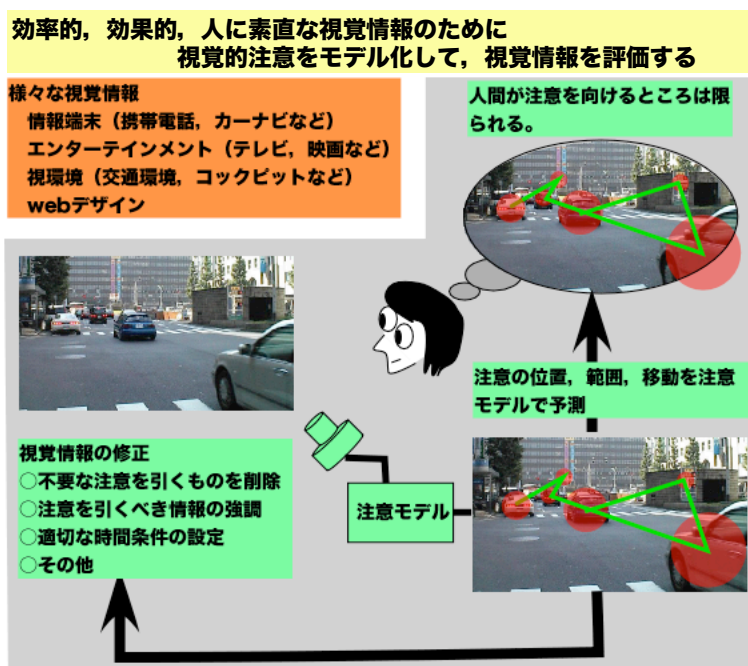 効率的，効果的，人に素直な視覚情報のために
視覚的注意をモデル化して，視覚情報を評価する
様々な視覚情報
情報端末（携帯電話，カーナビなど）
エンターテインメント（テレビ，映画など）
視環境（交通環境，コックピットなど）
webデザイン
人間が注意を向けるところは限
られる。
注意の位置，範囲，移動を注意
モデルで予測
視覚情報の修正
○不要な注意を引くものを削除
○注意を引くべき情報の強調
○適切な時間条件の設定
○その他
注意モデル